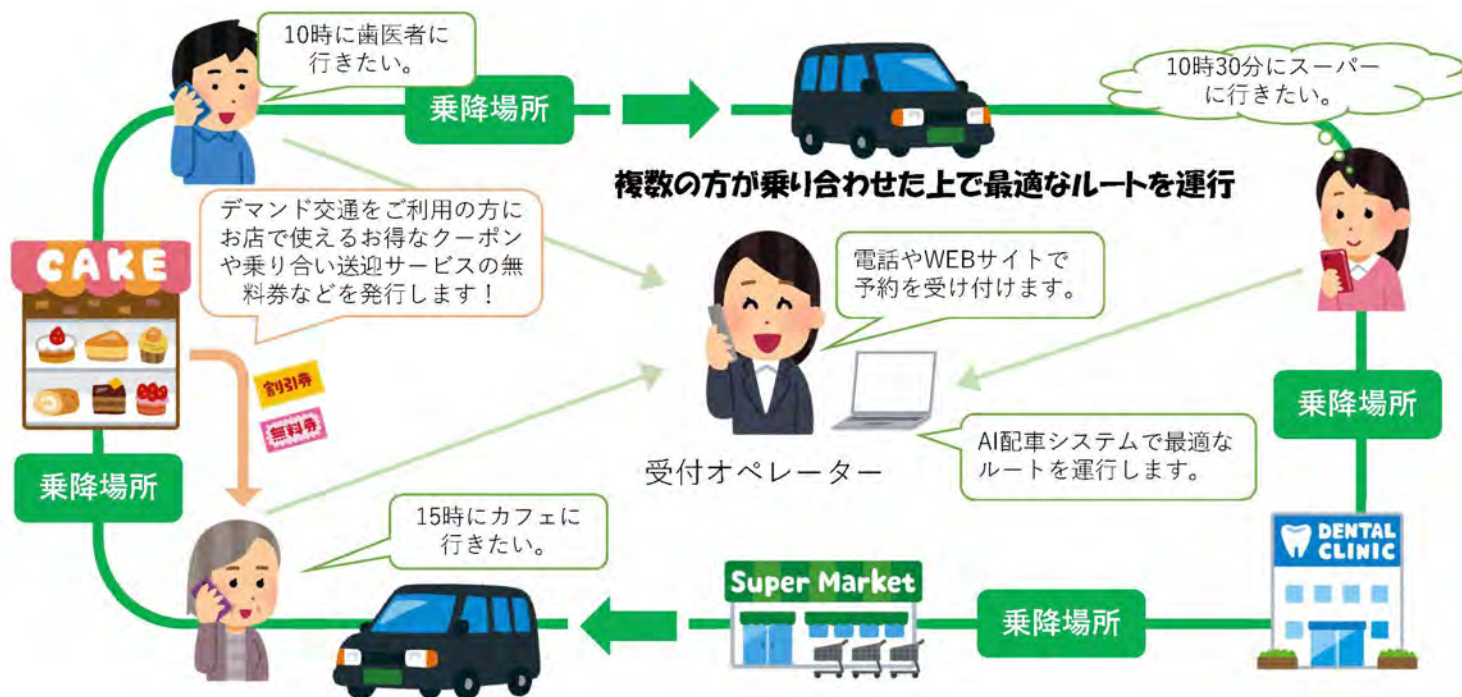 10時に歯医者に
行きたい。
乗降場所
10時30分にスーパー
に行きたい。
複数の方が乗り合わせた上で最適なルートを運行
デマンド交通をご利用の方に
お店で使えるお得なクーポン
や乗り合い送迎サービスの無
料券などを発行します！
CAKE
電話やWEBサイトで
予約を受け付けます。
割引券
無料券
乗降場所
受付オペレーター
AI配車システムで最適な
ルートを運行します。
乗降場所
15時にカフェに
行きたい。
DENTAL
CLINIC
Super Market
乗降場所